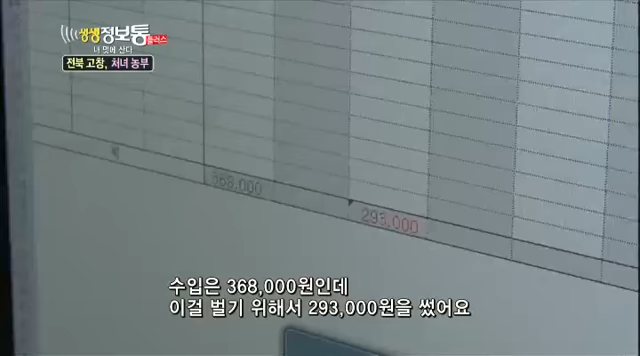 생생정보통
플러스
나 멋에 산다
전북 고창, 처녀 농부
368,000
293,000
수입은 368,000원인데
이걸 벌기 위해서 293,000원을 썼어요